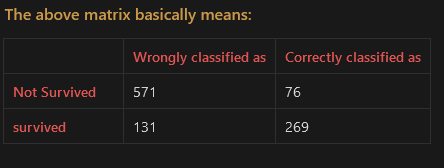 The above matrix basically means:
Wrongly classified as Correctly classified as
Not Survived 571 76
survived 131 269